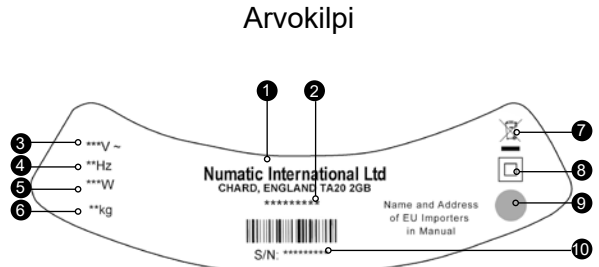 Arvokilpi
1
2
3
***V ~
4
**Hz
5
***W
6
**kg
Numatic International Ltd
CHARD, ENGLAND TA20 2GB
*********
S/N: *********
Name and Address
of EU Importers
in Manual
7
8
9
10